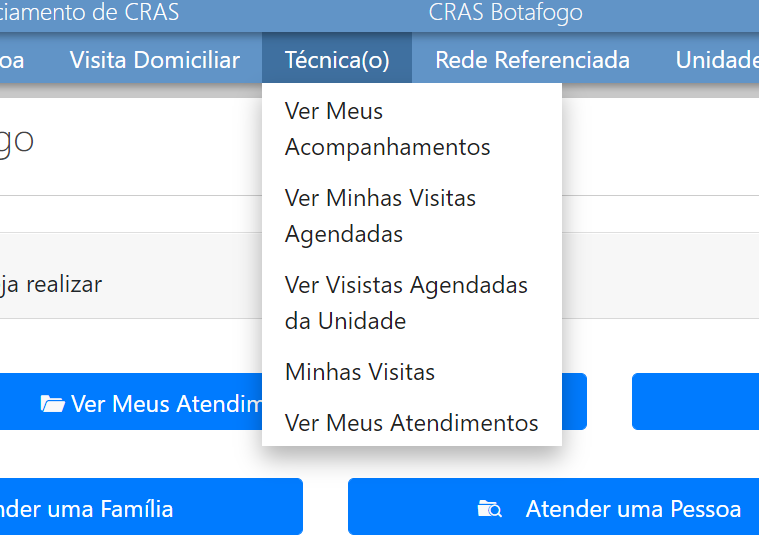 ciamento de CRAS CRAS Botafogo
oa Visita Domiciliar Técnica(o) Rede Referenciada Unidade
go
Ver Meus
Acompanhamentos
Ver Minhas Visitas
Agendadas
ja realizar
Ver Visistas Agendadas
da Unidade
Minhas Visitas
Ver Meus Atendim
Ver Meus Atendimentos
nder uma Família Atender uma Pessoa